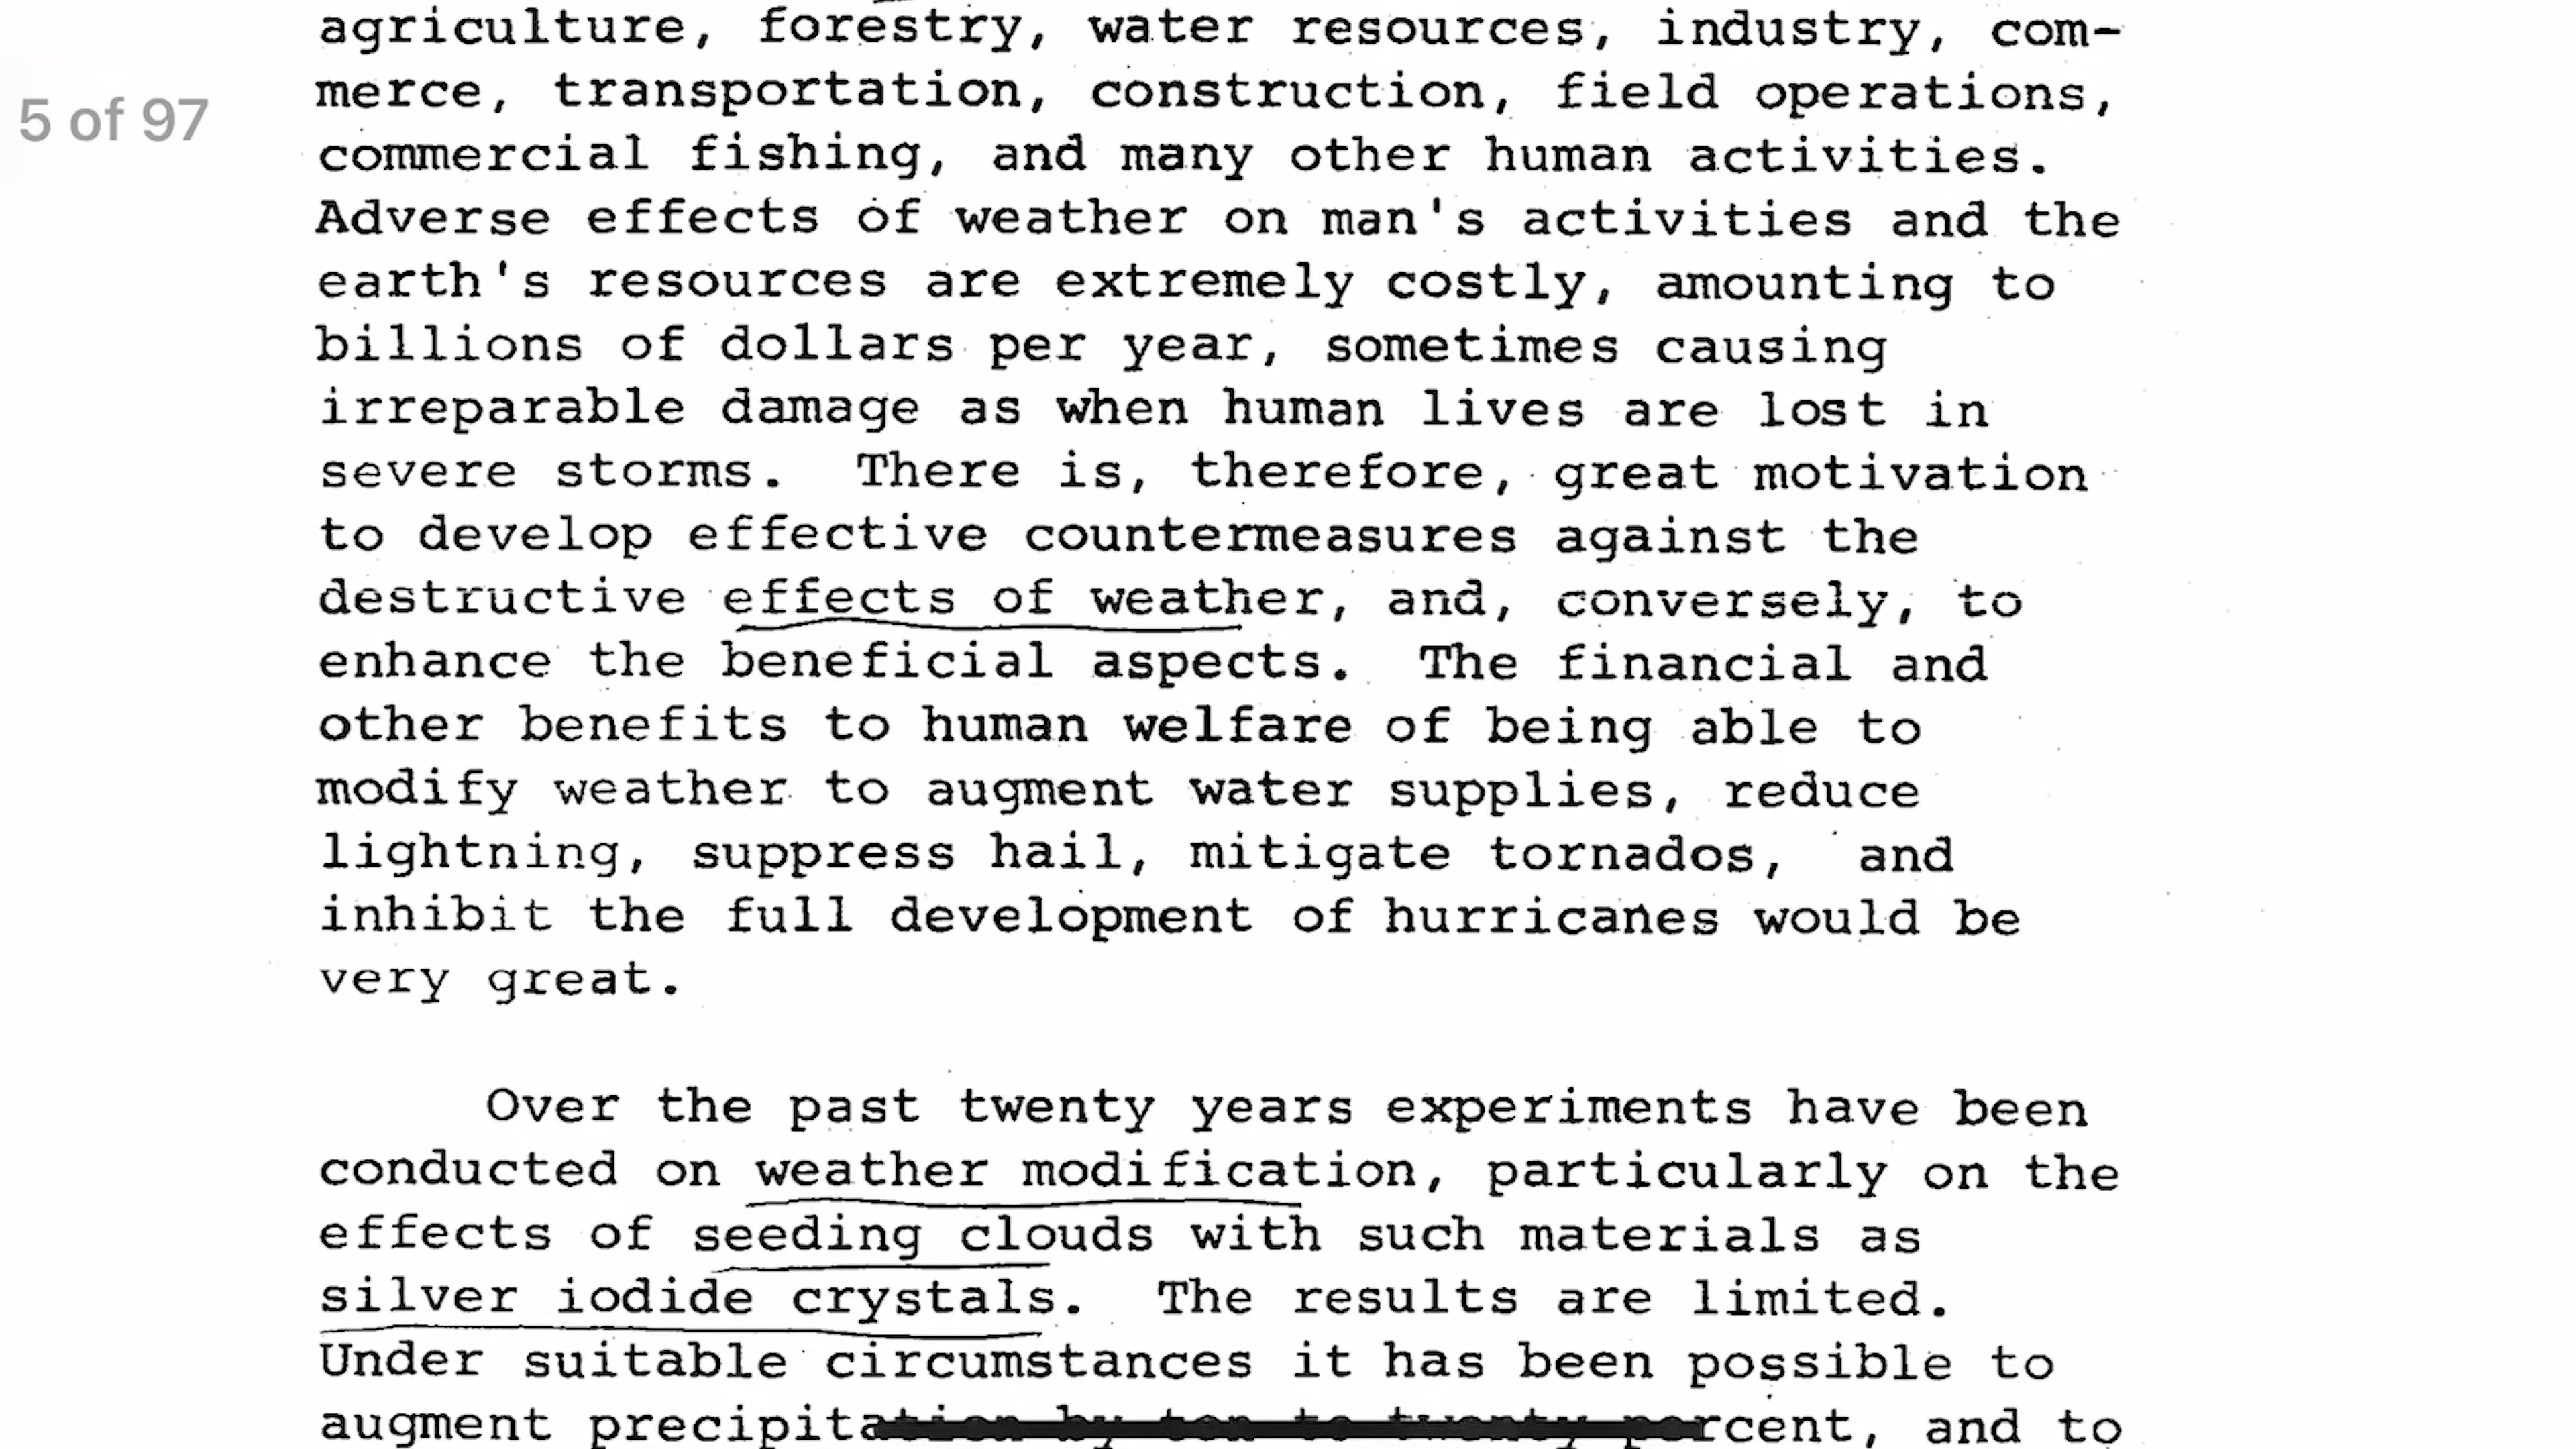 agriculture, forestry, water resources, industry, com-
5 of 97
merce, transportation, construction, field operations,
commercial fishing, and many other human activities.
Adverse effects of weather on man's activities and the
earth's resources are extremely costly, amounting to
billions of dollars per year, sometimes causing
irreparable damage as when human lives are lost in
severe storms. There is, therefore, great motivation
to develop effective countermeasures against the
destructive effects of weather, and, conversely, to
enhance the beneficial aspects. The financial and
other benefits to human welfare of being able to
modify weather to augment water supplies, reduce
lightning, suppress hail, mitigate tornados, and
inhibit the full development of hurricanes would be
very great.
Over the past twenty years experiments have been
conducted on weather modification, particularly on the
effects of seeding clouds with such materials as
silver iodide crystals. The results are limited.
Under suitable circumstances it has been possible to
augment precipitation by ten to twenty percent, and to